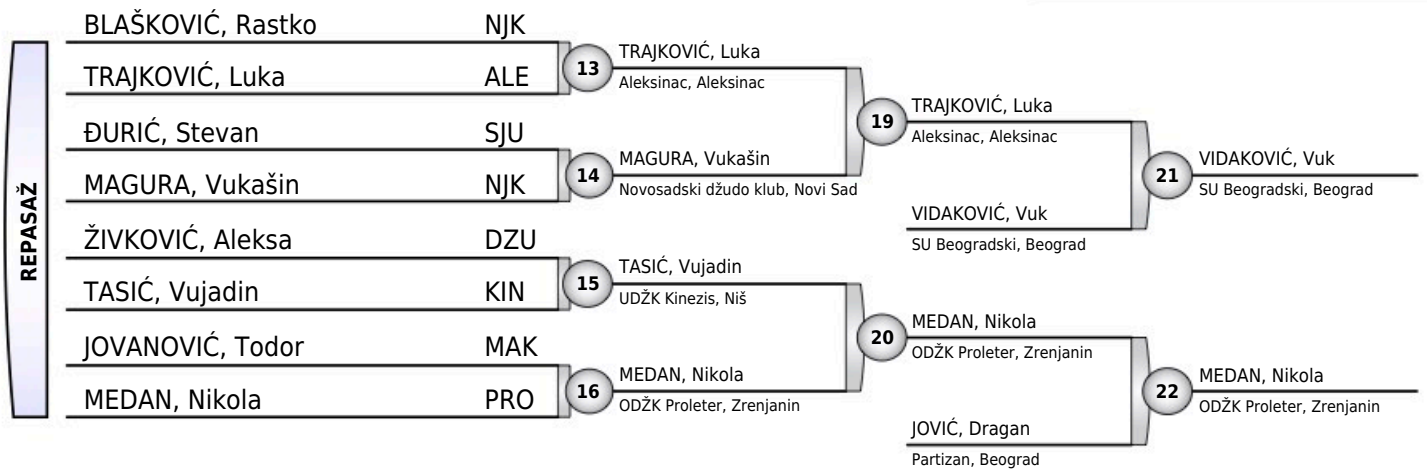 REPASAŽ
BLAŠKOVIĆ, Rastko NJK
TRAJKOVIĆ, Luka ALE
ĐURIĆ, Stevan SJU
MAGURA, Vukašin NJK
ŽIVKOVIĆ, Aleksa DZU
TASIĆ, Vujadin KIN
JOVANOVIĆ, Todor MAK
MEDAN, Nikola PRO
13
TRAJKOVIĆ, Luka
Aleksinac, Aleksinac
14
MAGURA, Vukašin
Novosadski džudo klub, Novi Sad
15
TASIĆ, Vujadin
UDŽK Kinezis, Niš
16
MEDAN, Nikola
ODŽK Proleter, Zrenjanin
19
TRAJKOVIĆ, Luka
Aleksinac, Aleksinac
VIDAKOVIĆ, Vuk
SU Beogradski, Beograd
20
MEDAN, Nikola
ODŽK Proleter, Zrenjanin
JOVIĆ, Dragan
Partizan, Beograd
21
VIDAKOVIĆ, Vuk
SU Beogradski, Beograd
22
MEDAN, Nikola
ODŽK Proleter, Zrenjanin